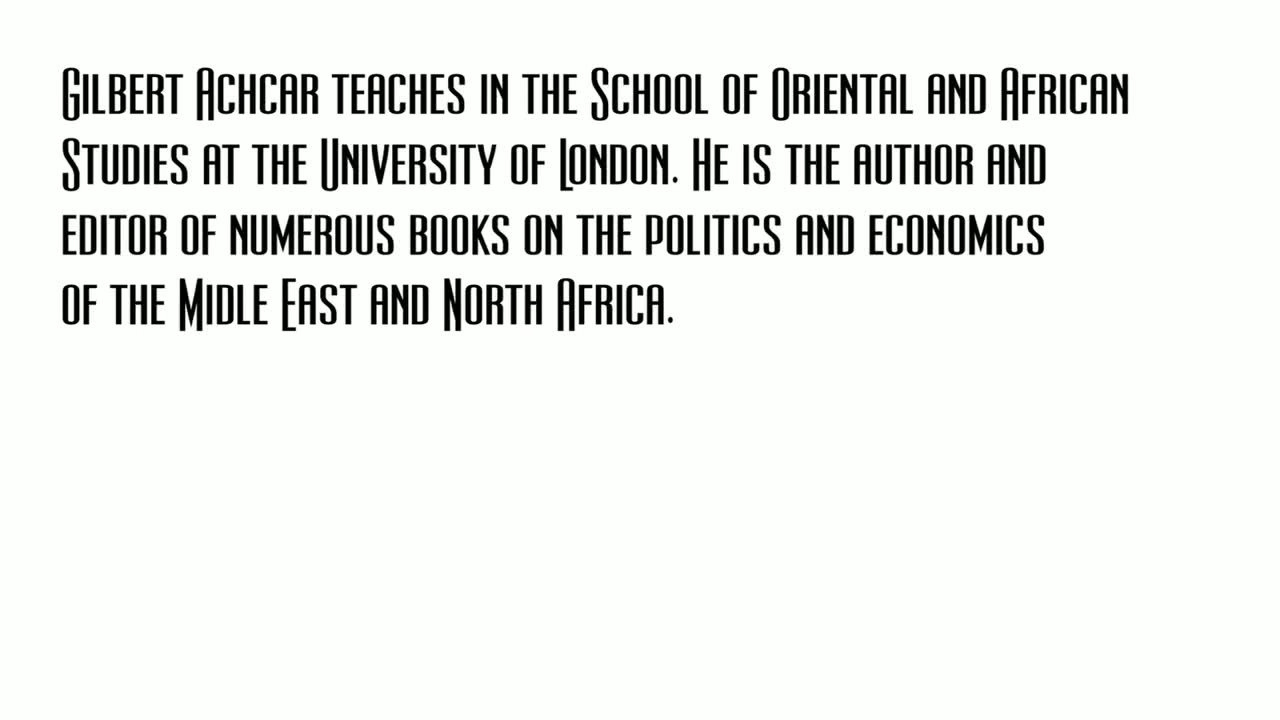 Gilbert Achcar teaches in the School of Oriental and African
Studies at the University of London. He is the author and
editor of numerous books on the politics and economics
of the Midle East and North Africa.